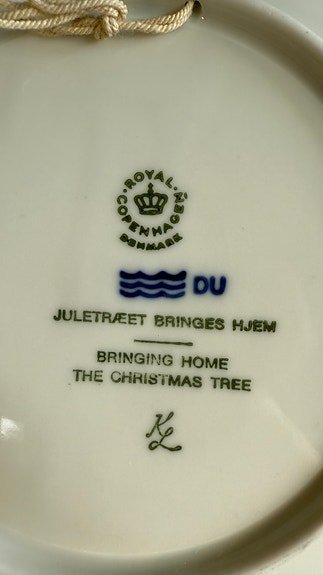 ROYAL COPENHAGEN
DENMARK
DU
JULETRÆET BRINGES HJEM
BRINGING HOME
THE CHRISTMAS TREE
KL